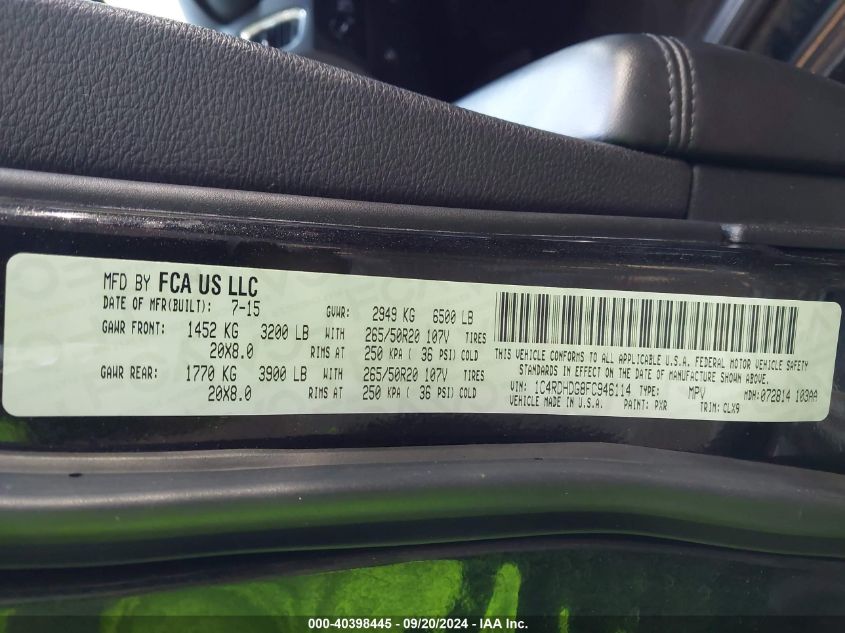 MFD BY FCA US LLC
DATE OF MFR(BUILT): 7-15 GVWR: 2949 KG 6500 LB
GAWR FRONT: 1452 KG 3200 LB WITH 265/50R20 107V TIRES
20X8.0 RIMS AT 250 KPA ( 36 PSI) COLD
GAWR REAR: 1770 KG 3900 LB WITH 265/50R20 107V TIRES
20X8.0 RIMS AT 250 KPA ( 36 PSI) COLD
THIS VEHICLE CONFORMS TO ALL APPLICABLE U.S.A. FEDERAL MOTOR VEHICLE SAFETY
STANDARDS IN EFFECT ON THE DATE OF MANUFACTURE SHOWN ABOVE.
VIN: 1C4RDHDG8FC946114 TYPE: MPV MDH: 072814 103AA
VEHICLE MADE IN U.S.A. PAINT: PXR TRIM: CLX9
000-40398445 - 09/20/2024 - IAA Inc.